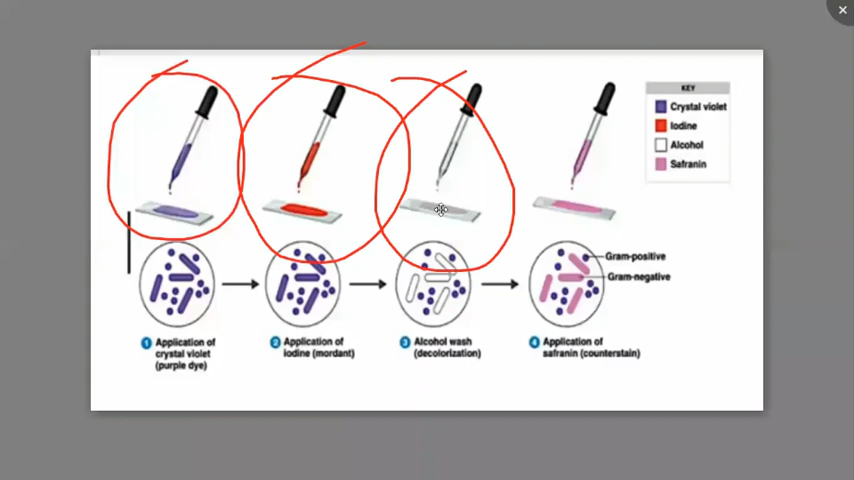 KEY
Crystal violet
Iodine
Alcohol
Safranin
Gram-positive
Gram-negative
1 Application of
crystal violet
(purple dye)
2 Application of
iodine (mordant)
3 Alcohol wash
(decolorization)
4 Application of
safranin (counterstain)